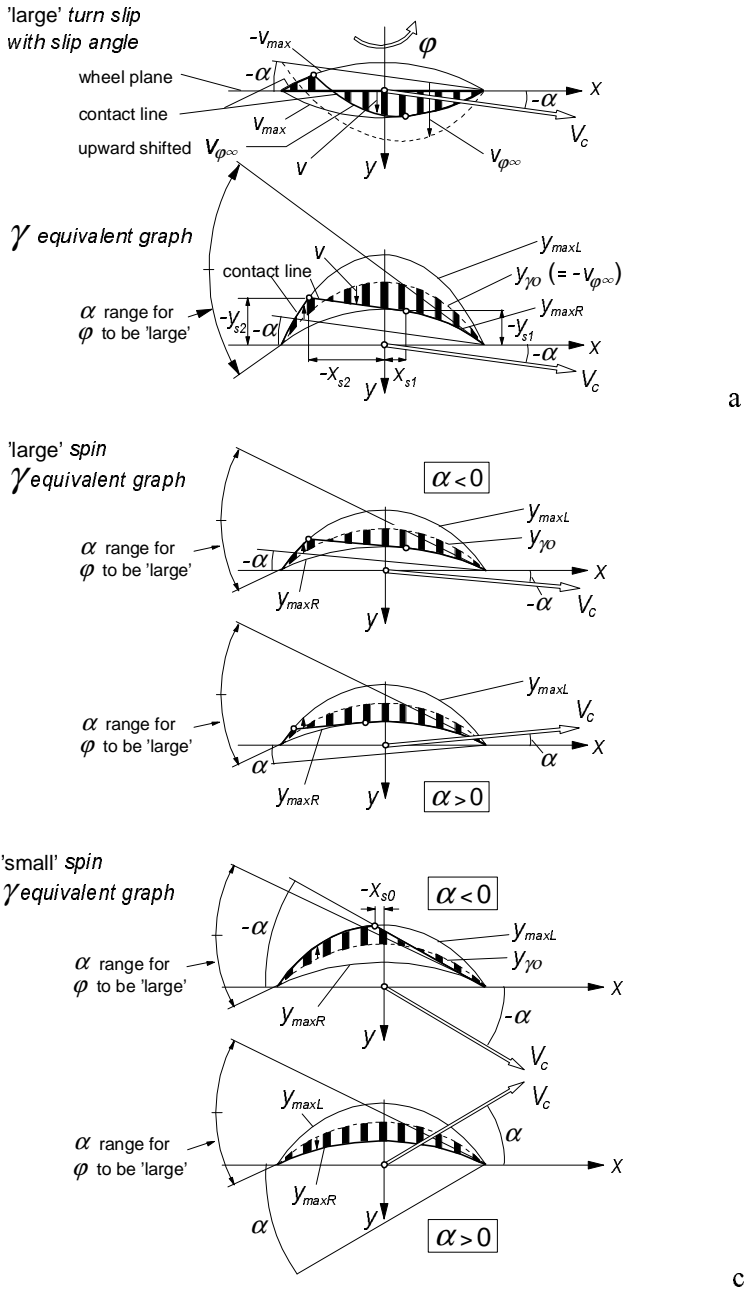 'large' turn slip
with slip angle
-v_max
φ
-α
wheel plane
x
contact line
-α
v_max
V_c
upward shifted v_φ∞
v
v_φ∞
y
γ equivalent graph
y_maxL
v
y_γo (= -v_φ∞)
contact line
y_maxR
α range for
φ to be 'large'
-y_s2
-α
-y_s1
x
-α
-x_s2
x_s1
y
V_c
a
'large' spin
γ equivalent graph
α<0
y_maxL
y_γo
α range for
φ to be 'large'
-α
x
y_maxR
-α
V_c
y
y_maxL
V_c
α range for
φ to be 'large'
x
α
α
y_maxR
y
α>0
'small' spin
γ equivalent graph
-x_s0
α<0
-α
y_maxL
y_γo
α range for
φ to be 'large'
x
y_maxR
-α
y
V_c
V_c
y_maxL
α
α range for
φ to be 'large'
x
y_maxR
α
y
α>0
c